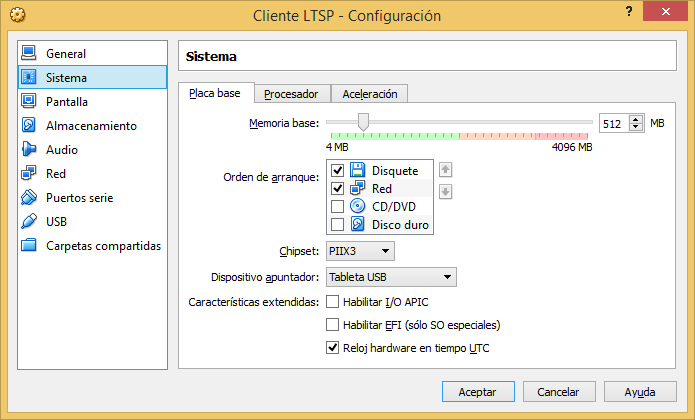 Cliente LTSP - Configuración
?
General
Sistema
Pantalla
Almacenamiento
Audio
Red
Puertos serie
USB
Carpetas compartidas
Sistema
Placa base Procesador Aceleración
Memoria base: 512 MB
4 MB 4096 MB
Orden de arranque:
Disquete
Red
CD/DVD
Disco duro
Chipset: PIIX3
Dispositivo apuntador: Tableta USB
Características extendidas: Habilitar I/O APIC
Habilitar EFI (sólo SO especiales)
Reloj hardware en tiempo UTC
Aceptar Cancelar Ayuda